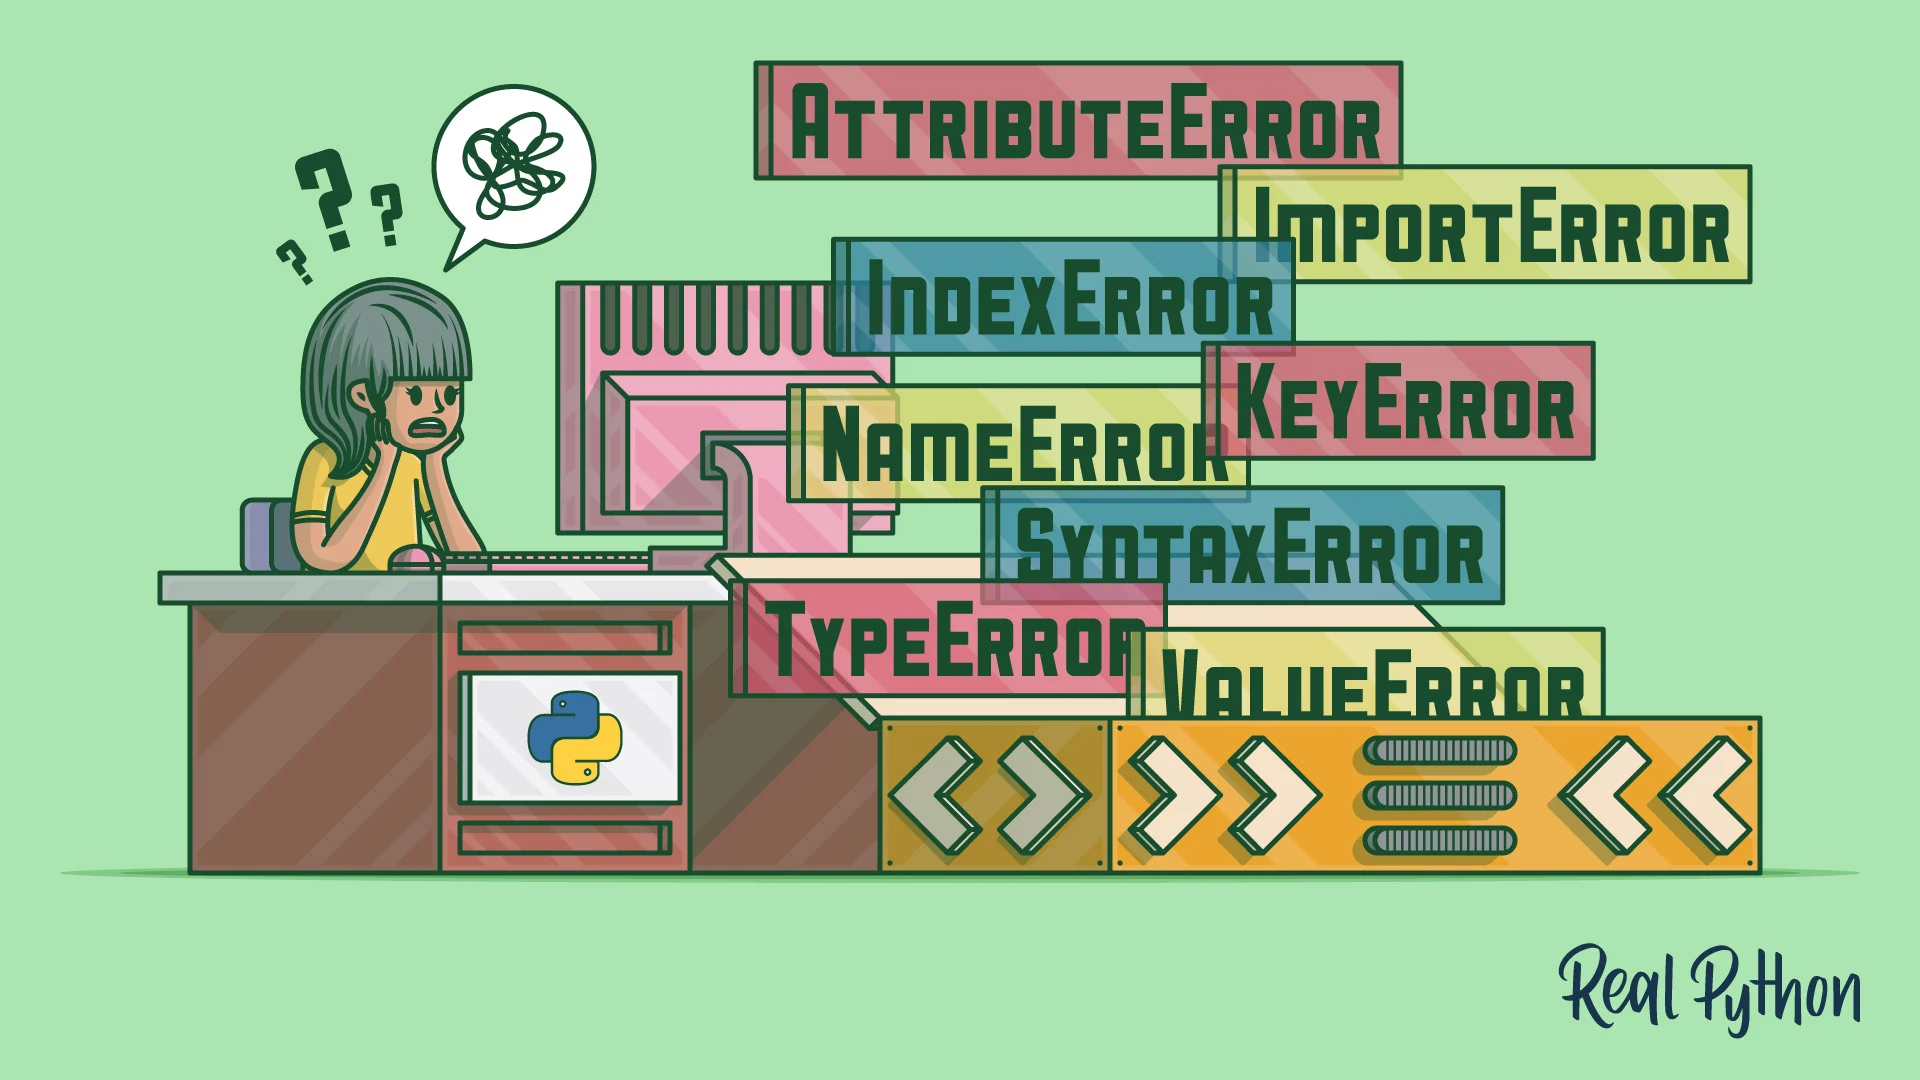 ? ? ?
AttributeError
ImportError
IndexError
KeyError
NameError
SyntaxError
TypeError
ValueError
Real Python